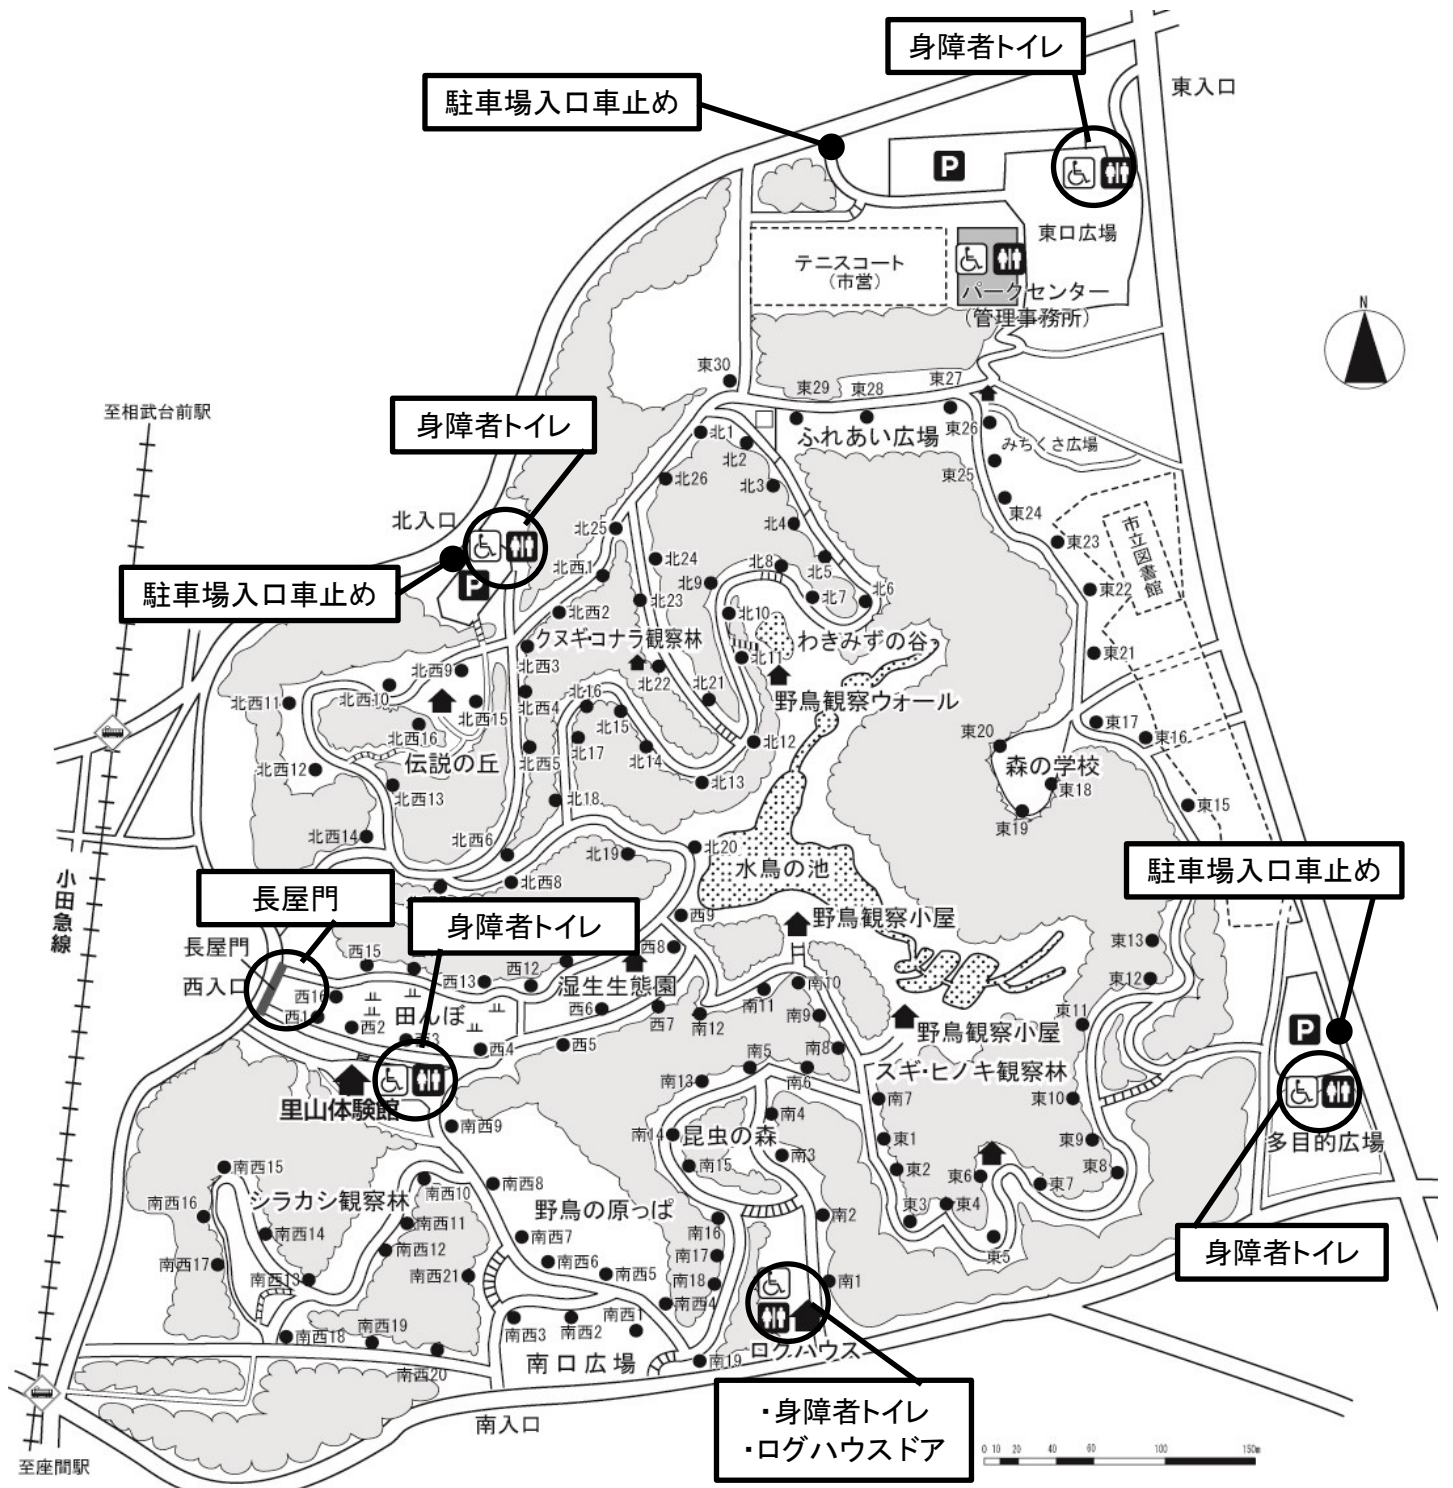 身障者トイレ
駐車場入口車止め
東入口
P
東口広場
テニスコート
(市営)
パークセンター
(管理事務所)
N
東30
東29
東28
東27
至相武台前駅
身障者トイレ
北1
ふれあい広場
東26
みちくさ広場
北2
東25
北26
北3
東24
北入口
北25
北4
東23
市立図書館
駐車場入口車止め
P
北西1
北24
北9
北8
北5
東22
北23
北10
北7
北6
北西2
クヌギ・コナラ観察林
わきみずの谷
北西3
北11
東21
北西9
北22
北21
北西10
北西11
北西15
北西4
北16
野鳥観察ウォール
北15
東17
東16
北西16
北17
北14
北12
東20
伝説の丘
北西5
森の学校
北西12
北13
東18
北西13
北18
東15
東19
北西14
北西6
北19
北20
駐車場入口車止め
水鳥の池
長屋門
北西8
小田急線
身障者トイレ
西9
野鳥観察小屋
長屋門
西15
西8
東13
西入口
西13
西12
湿生生態園
東12
西16
南10
南11
西1
西2
田んぼ
西6
西7
南12
南9
野鳥観察小屋
東11
P
西3
西4
西5
南8
南5
南6
スギ・ヒノキ観察林
南13
里山体験館
南7
東10
南4
南西9
南14
昆虫の森
東1
東9
多目的広場
南15
南3
東2
東6
東8
南西15
南西8
東7
南西10
シラカシ観察林
南西16
野鳥の原っぱ
東3
東4
南西11
南16
南2
南西14
南西7
東5
身障者トイレ
南西12
南17
南西17
南西6
南西13
南西21
南西5
南18
南1
南西4
南西1
南西3
南西2
南西18
南西19
ログハウス
南口広場
南19
南西20
・身障者トイレ
・ログハウスドア
南入口
至座間駅
0 10 20 40 60 100 150m